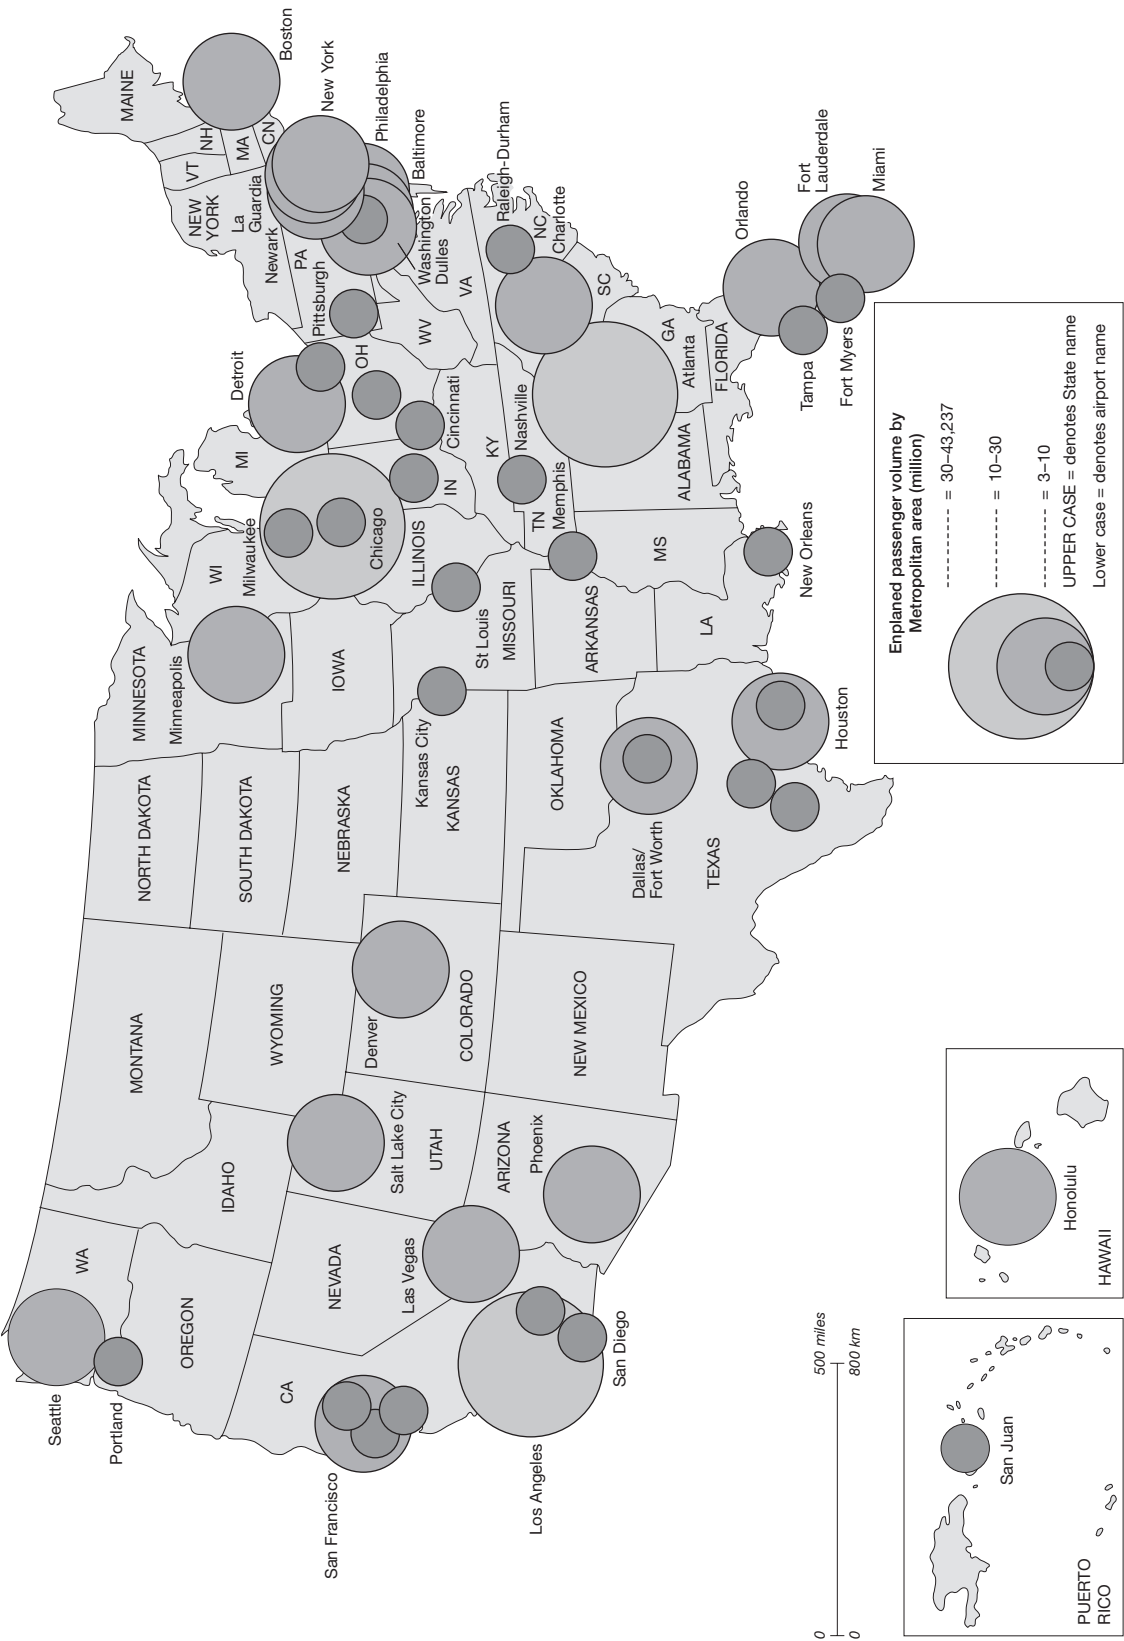 Seattle
Portland
WA
OREGON
CA
San Francisco
Los Angeles
San Diego
NEVADA
Las Vegas
IDAHO
MONTANA
WYOMING
Salt Lake City
UTAH
ARIZONA
Phoenix
Denver
COLORADO
NEW MEXICO
NORTH DAKOTA
SOUTH DAKOTA
NEBRASKA
Kansas City
KANSAS
OKLAHOMA
Dallas/
Fort Worth
TEXAS
Houston
MINNESOTA
Minneapolis
IOWA
St Louis
MISSOURI
ARKANSAS
LA
New Orleans
WI
Milwaukee
Chicago
ILLINOIS
MI
Detroit
IN
OH
Cincinnati
KY
Nashville
TN
Memphis
MS
ALABAMA
GA
Atlanta
FLORIDA
Tampa
Fort Myers
Orlando
Fort
Lauderdale
Miami
SC
NC
Charlotte
Raleigh-Durham
VA
WV
Washington
Dulles
Pittsburgh
PA
Newark
La
Guardia
NEW
YORK
VT
NH
MA
CN
MAINE
Boston
New York
Philadelphia
Baltimore
Enplaned passenger volume by
Metropolitan area (million)
---------- = 30–43,237
---------- = 10–30
---------- = 3–10
UPPER CASE = denotes State name
Lower case = denotes airport name
0 500 miles
0 800 km
San Juan
PUERTO
RICO
Honolulu
HAWAII